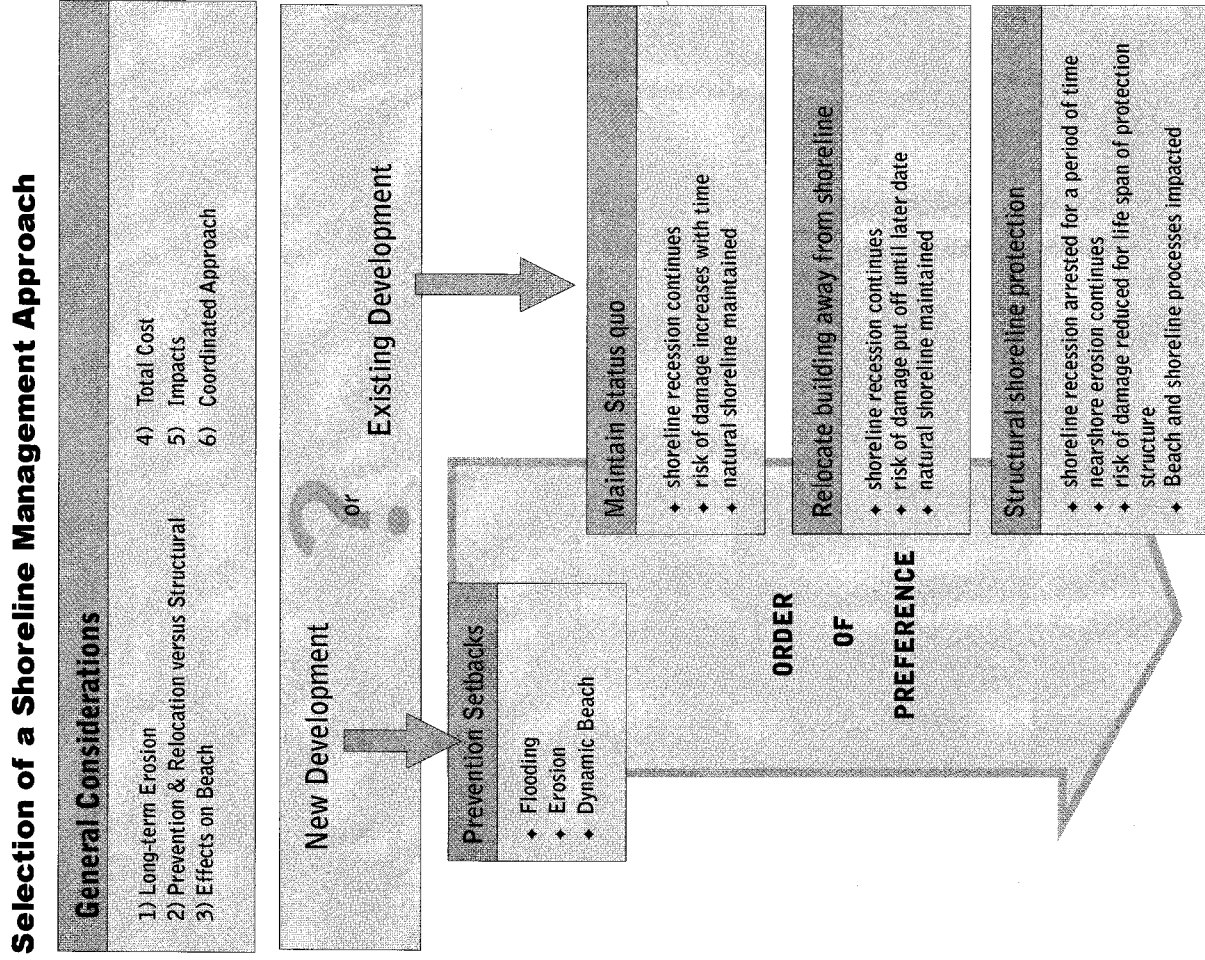 Selection of a Shoreline Management Approach
General Considerations
1) Long-term Erosion
2) Prevention & Relocation versus Structural
3) Effects on Beach
4) Total Cost
5) Impacts
6) Coordinated Approach
New Development
?
or
Existing Development
Prevention Setbacks
♦ Flooding
♦ Erosion
♦ Dynamic Beach
ORDER
OF
PREFERENCE
Maintain Status quo
♦ shoreline recession continues
♦ risk of damage increases with time
♦ natural shoreline maintained
Relocate building away from shoreline
♦ shoreline recession continues
♦ risk of damage put off until later date
♦ natural shoreline maintained
Structural shoreline protection
♦ shoreline recession arrested for a period of time
♦ nearshore erosion continues
♦ risk of damage reduced for life span of protection
structure
♦ Beach and shoreline processes impacted